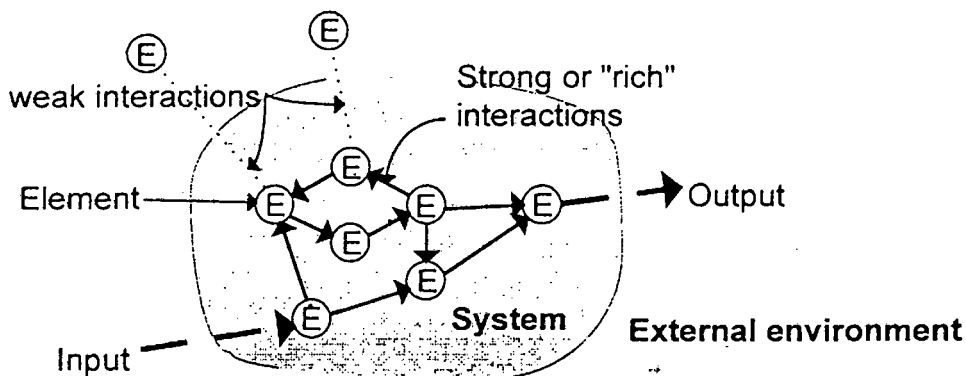 E
E
weak interactions
Strong or "rich"
interactions
E
Element
E
E
E
E
Output
E
E
System
External environment
Input